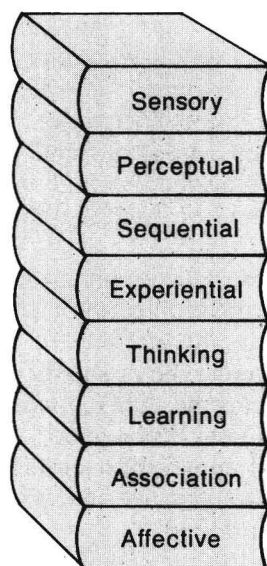 Sensory
Perceptual
Sequential
Experiential
Thinking
Learning
Association
Affective